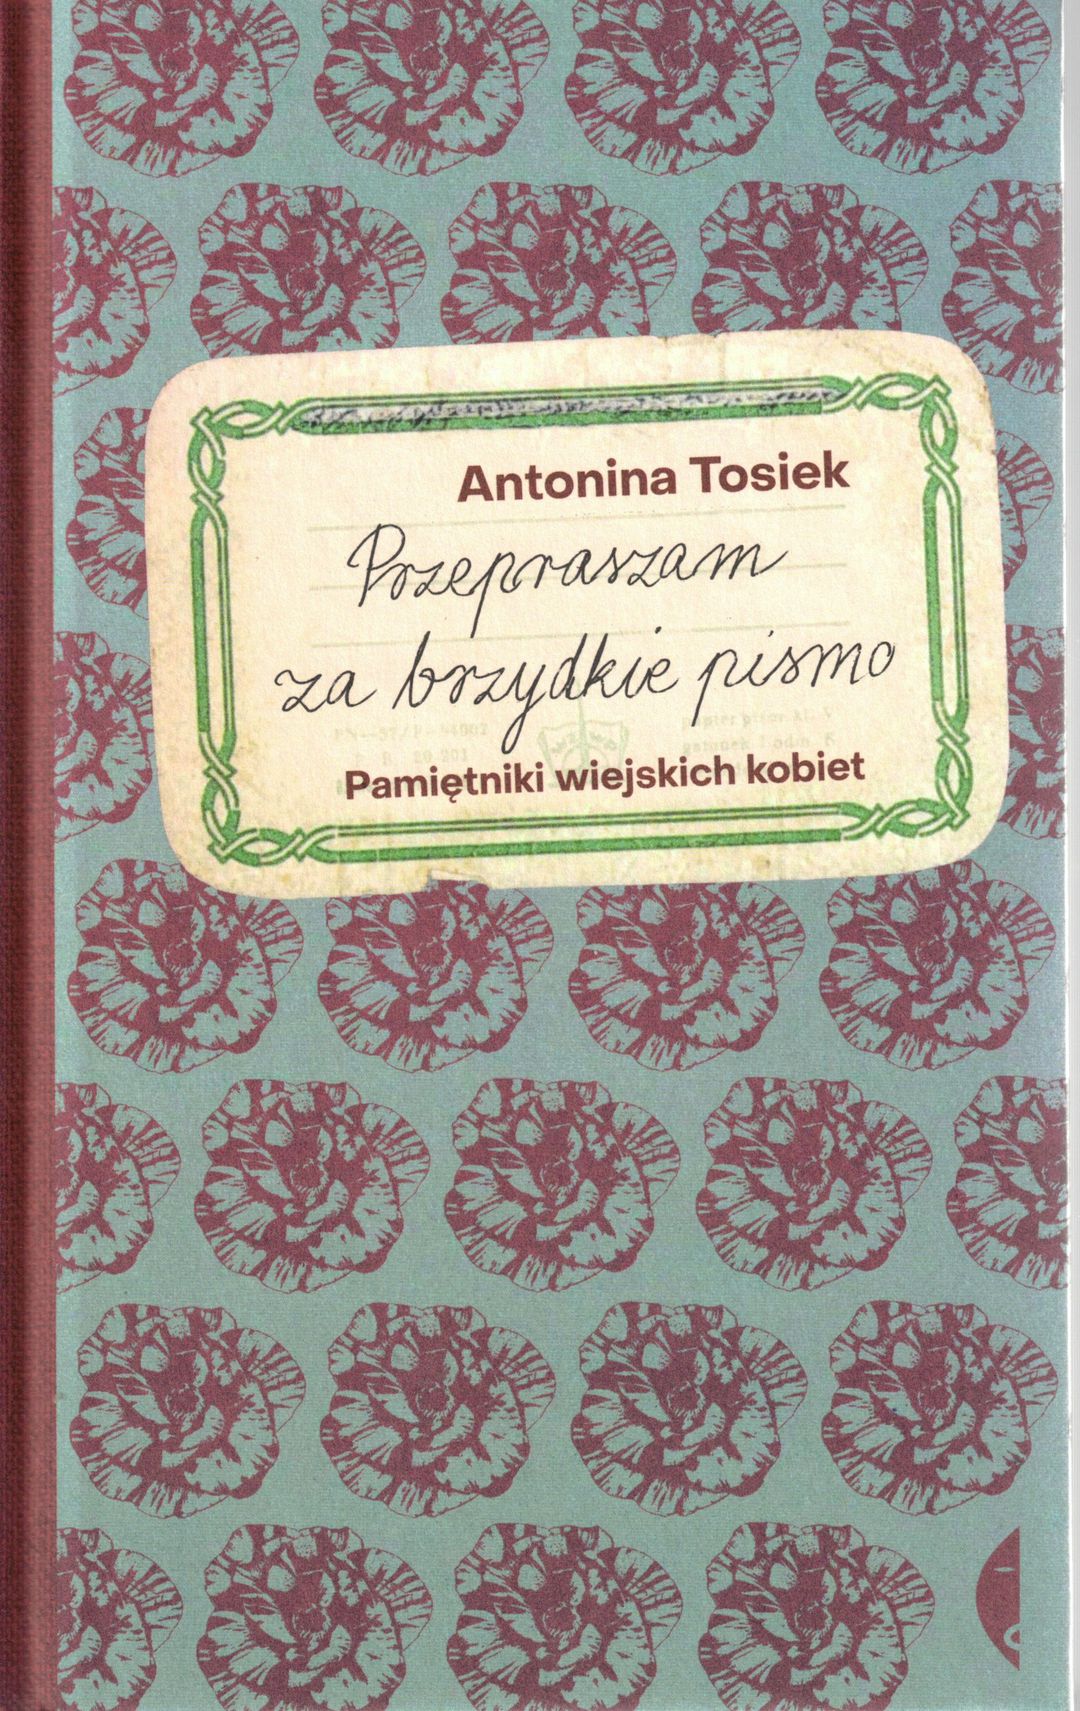 Antonina Tosiek
Przepraszam
za brzydkie pismo
Pamiętniki wiejskich kobiet